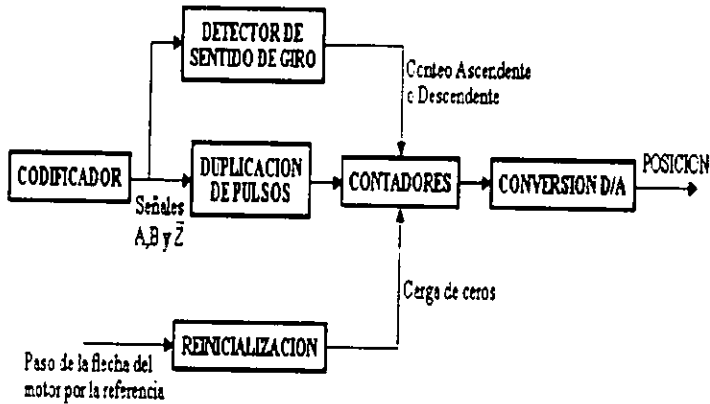 DETECTOR DE
SENTIDO DE GIRO
Conteo Ascendente
o Descendente
CODIFICADOR
Señales
A,B y Z̅
DUPLICACION
DE PULSOS
CONTADORES
CONVERSION D/A
POSICION
Carga de ceros
REINICIALIZACION
Paso de la flecha del
motor por la referencia